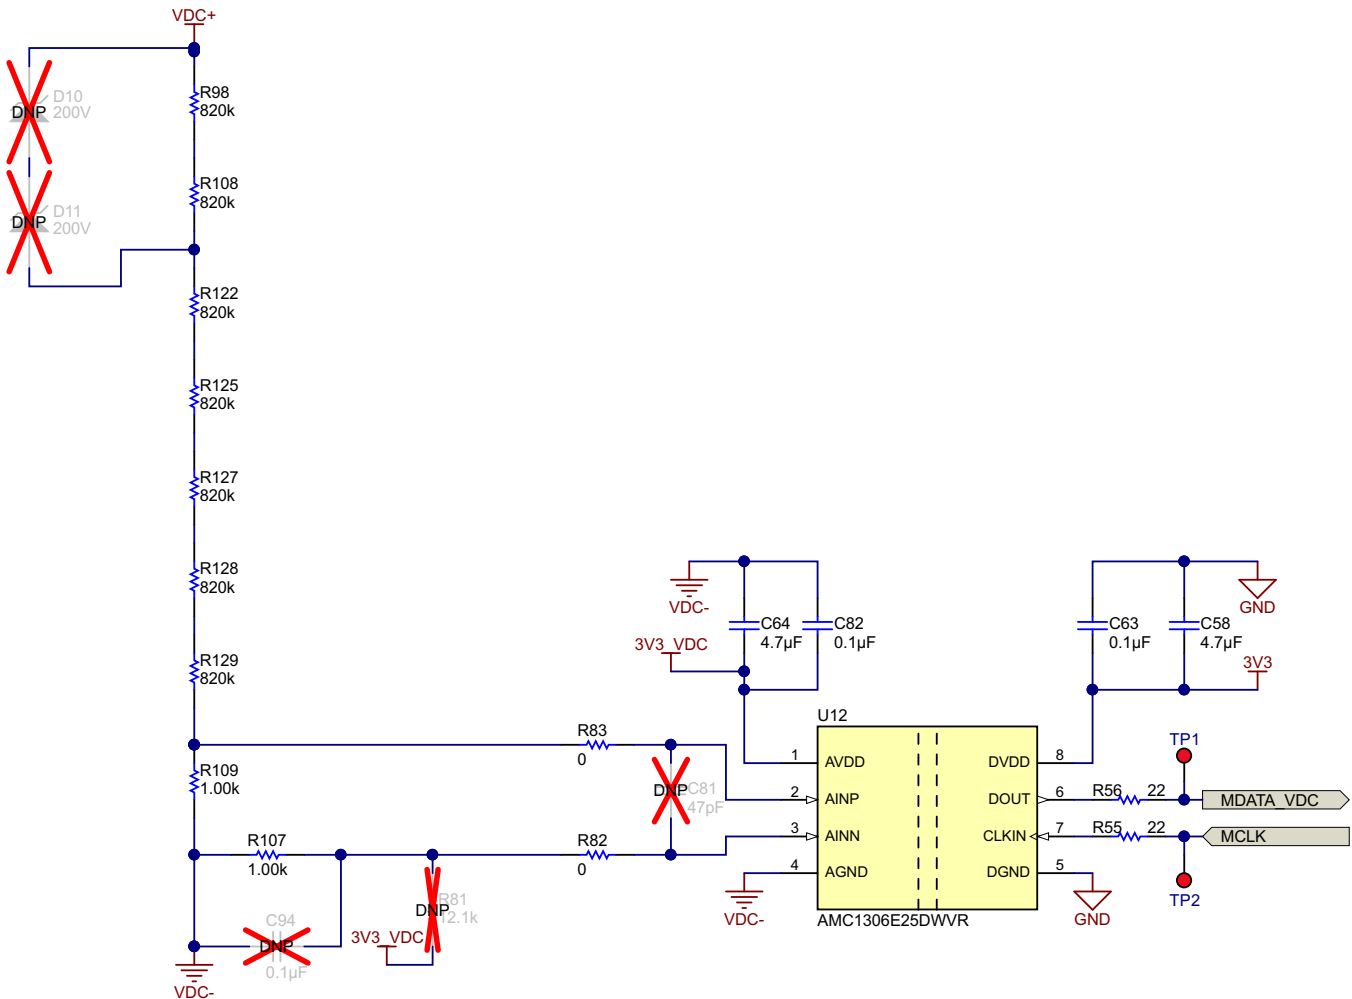 VDC+
D10
200V
DNP
R98
820k
R108
820k
D11
200V
DNP
R122
820k
R125
820k
R127
820k
R128
820k
R129
820k
VDC-
C64
4.7µF
C82
0.1µF
3V3_VDC
C63
0.1µF
C58
4.7µF
GND
3V3
U12
R83
0
R109
1.00k
DNP
C81
47pF
1
AVDD
2
AINP
3
AINN
4
AGND
DVDD
8
DOUT
6
CLKIN
7
DGND
5
AMC1306E25DWVR
TP1
R56
22
MDATA_VDC
R55
22
MCLK
TP2
R107
1.00k
R82
0
R81
12.1k
DNP
VDC-
GND
C94
DNP
0.1µF
3V3_VDC
VDC-